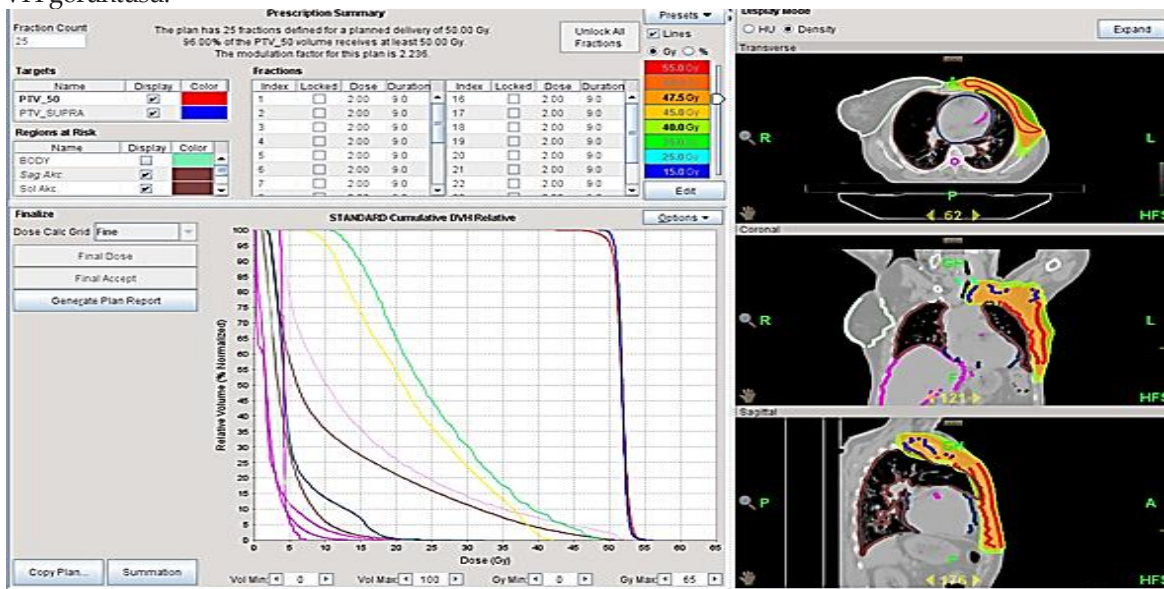 VH görüntüsü.
Prescription Summary
Fraction Count
25
The plan has 25 fractions defined for a planned delivery of 50.00 Gy.
96.00% of the PTV_50 volume receives at least 50.00 Gy.
The modulation factor for this plan is 2.236.
Unlock All
Fractions
Presets
Lines
Gy %
55.0 Gy
47.5 Gy
45.0 Gy
40.0 Gy
25.0 Gy
15.0 Gy
Edit
Targets
Name Display Color
PTV_50
PTV_SUPRA
Regions at Risk
Name Display Color
BODY
Sag Akc.
Sol Akc.
Fractions
Index Locked Dose Duration Index Locked Dose Duration
1 2.00 9.0 16 2.00 9.0
2 2.00 9.0 17 2.00 9.0
3 2.00 9.0 18 2.00 9.0
4 2.00 9.0 19 2.00 9.0
5 2.00 9.0 20 2.00 9.0
6 2.00 9.0 21 2.00 9.0
7 2.00 9.0 22 2.00 9.0
Finalize
Dose Calc Grid Fine
Final Dose
Final Accept
Generate Plan Report
Copy Plan...
Summation
STANDARD Cumulative DVH Relative
Options
Relative Volume (% Normalized)
100
95
90
85
80
75
70
65
60
55
50
45
40
35
30
25
20
15
10
5
0
0 5 10 15 20 25 30 35 40 45 50 55 60 65
Dose (Gy)
Vol Min: 0 Vol Max: 100 Gy Min: 0 Gy Max: 65
Display Mode
HU Density
Expand
Transverse
A
R
L
P
62
HFS
Coronal
R
L
121
HFS
Sagittal
P
A
176
HFS